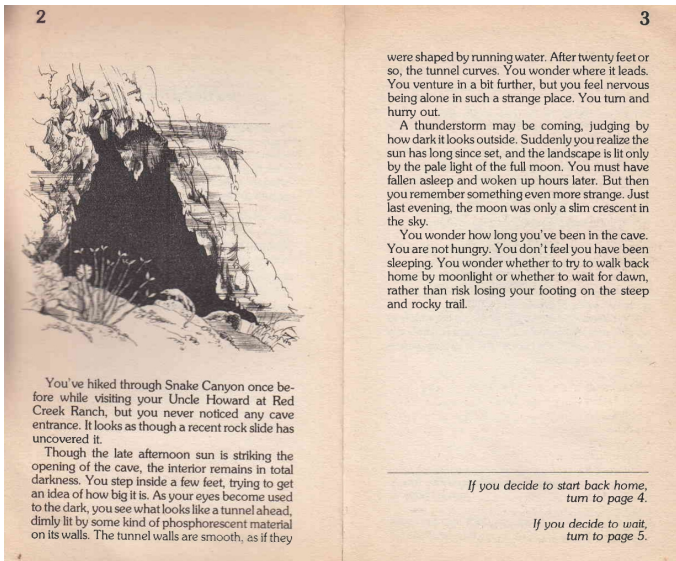 2
You've hiked through Snake Canyon once be-
fore while visiting your Uncle Howard at Red
Creek Ranch, but you never noticed any cave
entrance. It looks as though a recent rock slide has
uncovered it.
Though the late afternoon sun is striking the
opening of the cave, the interior remains in total
darkness. You step inside a few feet, trying to get
an idea of how big it is. As your eyes become used
to the dark, you see what looks like a tunnel ahead,
dimly lit by some kind of phosphorescent material
on its walls. The tunnel walls are smooth, as if they
3
were shaped by running water. After twenty feet or
so, the tunnel curves. You wonder where it leads.
You venture in a bit further, but you feel nervous
being alone in such a strange place. You turn and
hurry out.
A thunderstorm may be coming, judging by
how dark it looks outside. Suddenly you realize the
sun has long since set, and the landscape is lit only
by the pale light of the full moon. You must have
fallen asleep and woken up hours later. But then
you remember something even more strange. Just
last evening, the moon was only a slim crescent in
the sky.
You wonder how long you've been in the cave.
You are not hungry. You don't feel you have been
sleeping. You wonder whether to try to walk back
home by moonlight or whether to wait for dawn,
rather than risk losing your footing on the steep
and rocky trail.
If you decide to start back home,
turn to page 4.
If you decide to wait,
turn to page 5.